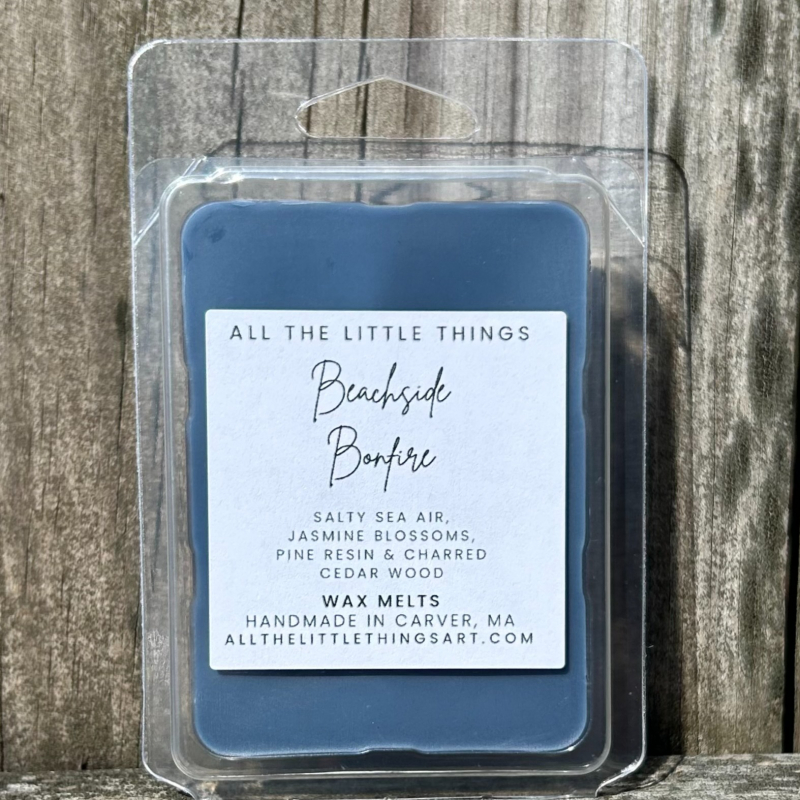 ALL THE LITTLE THINGS
Beachside
Bonfire
SALTY SEA AIR,
JASMINE BLOSSOMS,
PINE RESIN & CHARRED
CEDAR WOOD
WAX MELTS
HANDMADE IN CARVER, MA
ALLTHELITTLETHINGSART.COM